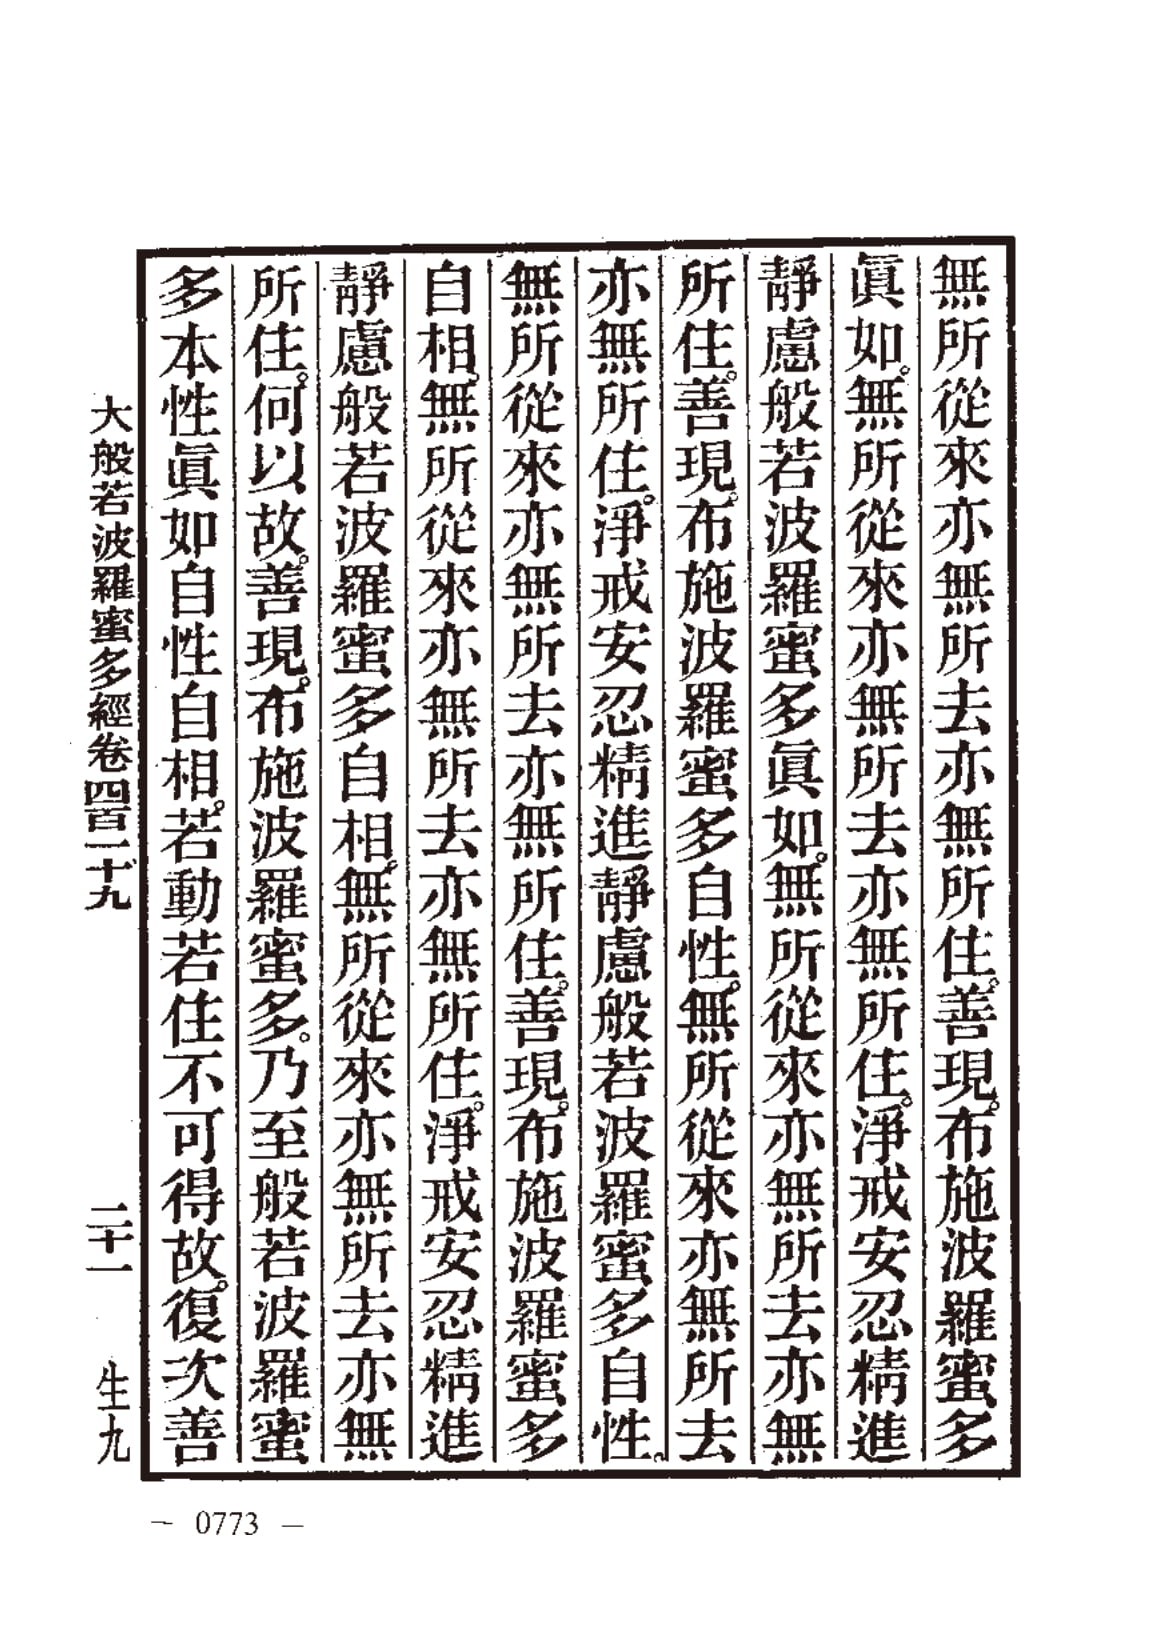 無所從來亦無所去亦無所住。善現。布施波羅蜜多
眞如。無所從來亦無所去亦無所住。淨戒安忍精進
靜慮般若波羅蜜多眞如。無所從來亦無所去亦無
所住。善現。布施波羅蜜多自性。無所從來亦無所去
亦無所住。淨戒安忍精進靜慮般若波羅蜜多自性。
無所從來亦無所去亦無所住。善現。布施波羅蜜多
自相。無所從來亦無所去亦無所住。淨戒安忍精進
靜慮般若波羅蜜多自相。無所從來亦無所去亦無
所住。何以故。善現。布施波羅蜜多。乃至般若波羅蜜
多本性眞如自性自相。若動若住不可得故。復次善
大般若波羅蜜多經卷四百一十九 二十一 生九
— 0773 —